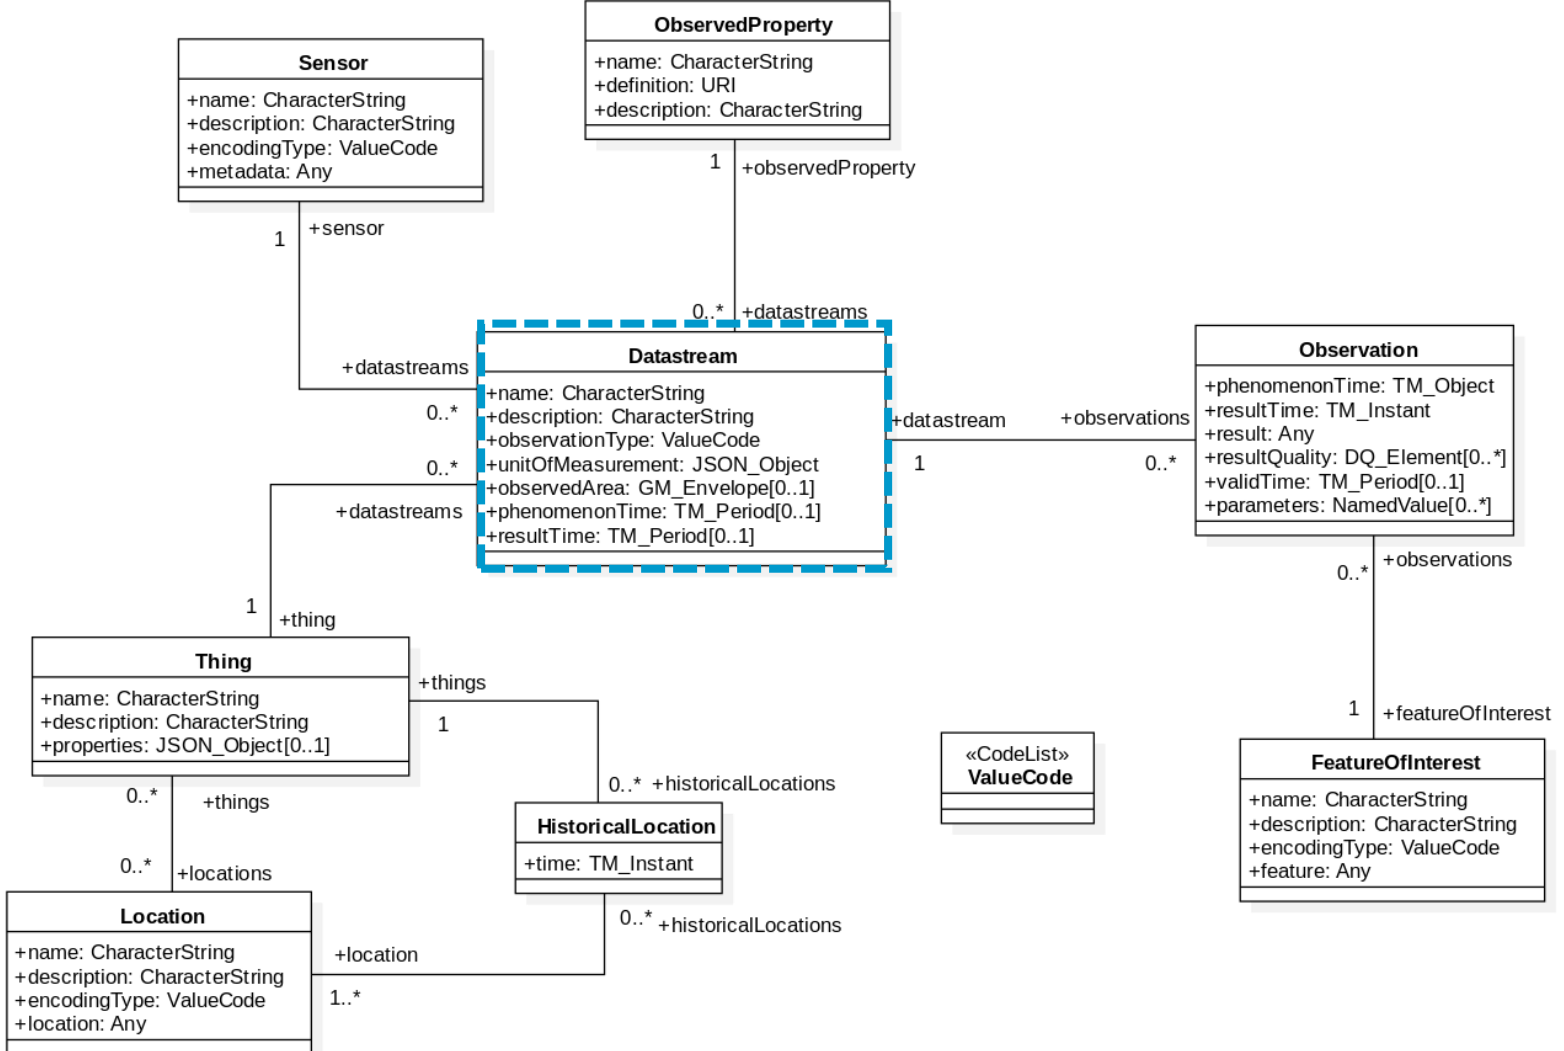 ObservedProperty
+name: CharacterString
+definition: URI
+description: CharacterString
Sensor
+name: CharacterString
+description: CharacterString
+encodingType: ValueCode
+metadata: Any
1
+observedProperty
1
+sensor
0..*
+datastreams
+datastreams
0..*
Datastream
+name: CharacterString
+description: CharacterString
+observationType: ValueCode
+unitOfMeasurement: JSON_Object
+observedArea: GM_Envelope[0..1]
+phenomenonTime: TM_Period[0..1]
+resultTime: TM_Period[0..1]
+datastream
1
+observations
0..*
Observation
+phenomenonTime: TM_Object
+resultTime: TM_Instant
+result: Any
+resultQuality: DQ_Element[0..*]
+validTime: TM_Period[0..1]
+parameters: NamedValue[0..*]
0..*
+datastreams
1
+thing
0..*
+observations
1
+featureOfInterest
Thing
+name: CharacterString
+description: CharacterString
+properties: JSON_Object[0..1]
+things
1
0..*
+historicalLocations
0..*
+things
0..*
+locations
HistoricalLocation
+time: TM_Instant
0..*
+historicalLocations
«CodeList»
ValueCode
FeatureOfInterest
+name: CharacterString
+description: CharacterString
+encodingType: ValueCode
+feature: Any
Location
+name: CharacterString
+description: CharacterString
+encodingType: ValueCode
+location: Any
+location
1..*